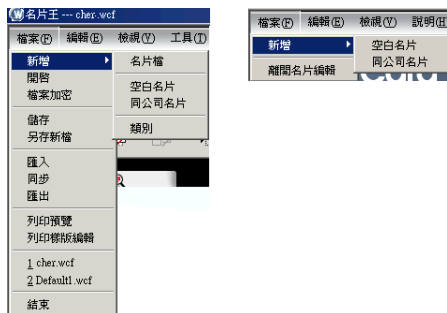 名片王 --- cher.wcf
檔案(F) 編輯(E) 檢視(V) 工具(T)
新增
開啓
檔案加密
儲存
另存新檔
匯入
同步
匯出
列印預覽
列印樣版編輯
1 cher.wcf
2 Default1.wcf
結束
名片檔
空白名片
同公司名片
類別
檔案(F) 編輯(E) 檢視(V) 說明(H
新增
離開名片編輯
空白名片
同公司名片